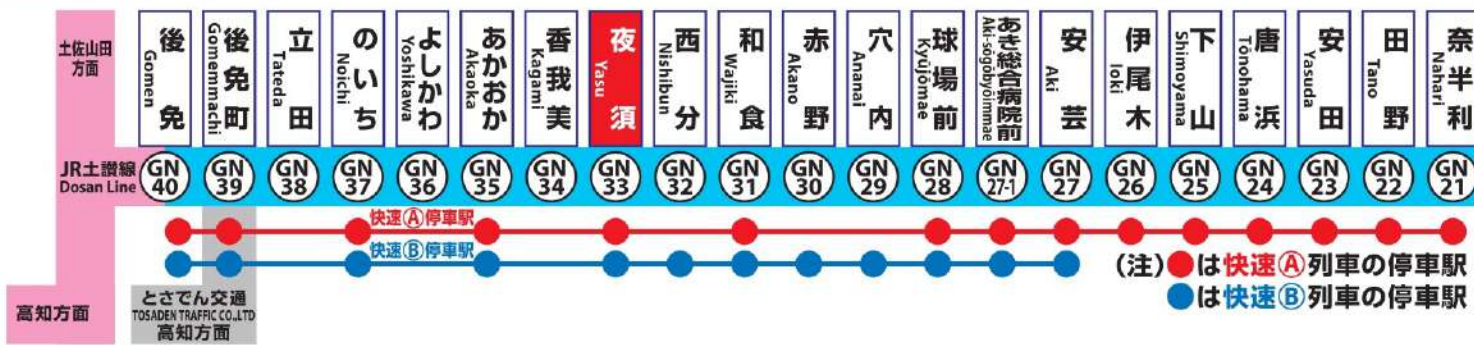 土佐山田
方面
後免
Gomen
後免町
Gomenmachi
立田
Tateda
のいち
Noichi
よしかわ
Yoshikawa
あかおか
Akaoka
香我美
Kagami
夜須
Yasu
西分
Nishibun
和食
Wajiki
赤野
Akano
穴内
Ananai
球場前
Kyūjōmae
あき総合病院前
Aki-sōgōbyōinmae
安芸
Aki
伊尾木
Ioki
下山
Shimoyama
唐浜
Tōnohama
安田
Yasuda
田野
Tano
奈半利
Nahari
JR土讃線
Dosan Line
GN
40
GN
39
GN
38
GN
37
GN
36
GN
35
GN
34
GN
33
GN
32
GN
31
GN
30
GN
29
GN
28
GN
27-1
GN
27
GN
26
GN
25
GN
24
GN
23
GN
22
GN
21
快速Ⓐ停車駅
快速Ⓑ停車駅
(注)●は快速Ⓐ列車の停車駅
●は快速Ⓑ列車の停車駅
高知方面
とさでん交通
TOSADEN TRAFFIC CO.,LTD
高知方面